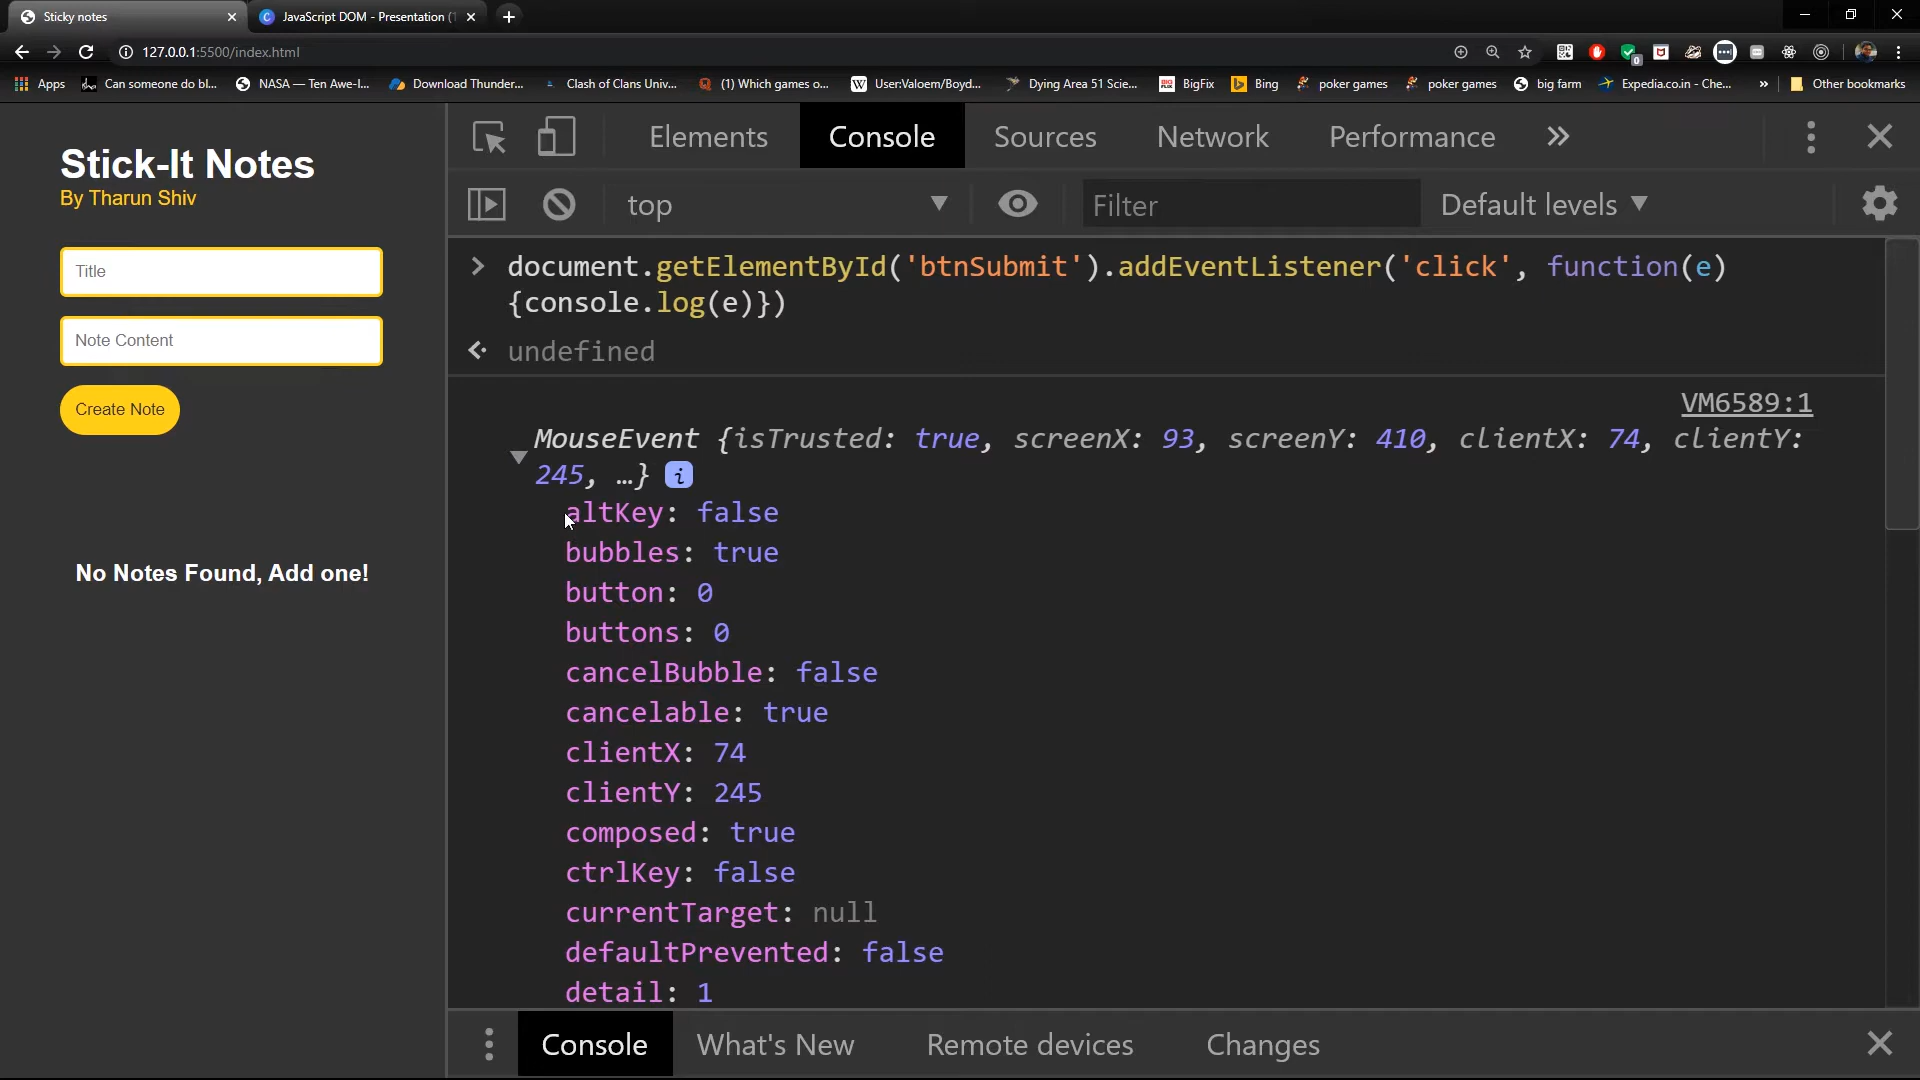 Sticky notes
JavaScript DOM - Presentation (
127.0.0.1:5500/index.html
Apps
Can someone do bl...
NASA — Ten Awe-I...
Download Thunder...
Clash of Clans Univ...
(1) Which games o...
User:Valoem/Boyd...
Dying Area 51 Scie...
BigFix
Bing
poker games
poker games
big farm
Expedia.co.in - Che...
»
Other bookmarks
Stick-It Notes
By Tharun Shiv
Title
Note Content
Create Note
No Notes Found, Add one!
Elements
Console
Sources
Network
Performance
»
top
Filter
Default levels ▼
> document.getElementById('btnSubmit').addEventListener('click', function(e)
{console.log(e)})
undefined
VM6589:1
MouseEvent {isTrusted: true, screenX: 93, screenY: 410, clientX: 74, clientY:
245, …} i
altKey: false
bubbles: true
button: 0
buttons: 0
cancelBubble: false
cancelable: true
clientX: 74
clientY: 245
composed: true
ctrlKey: false
currentTarget: null
defaultPrevented: false
detail: 1
Console
What's New
Remote devices
Changes